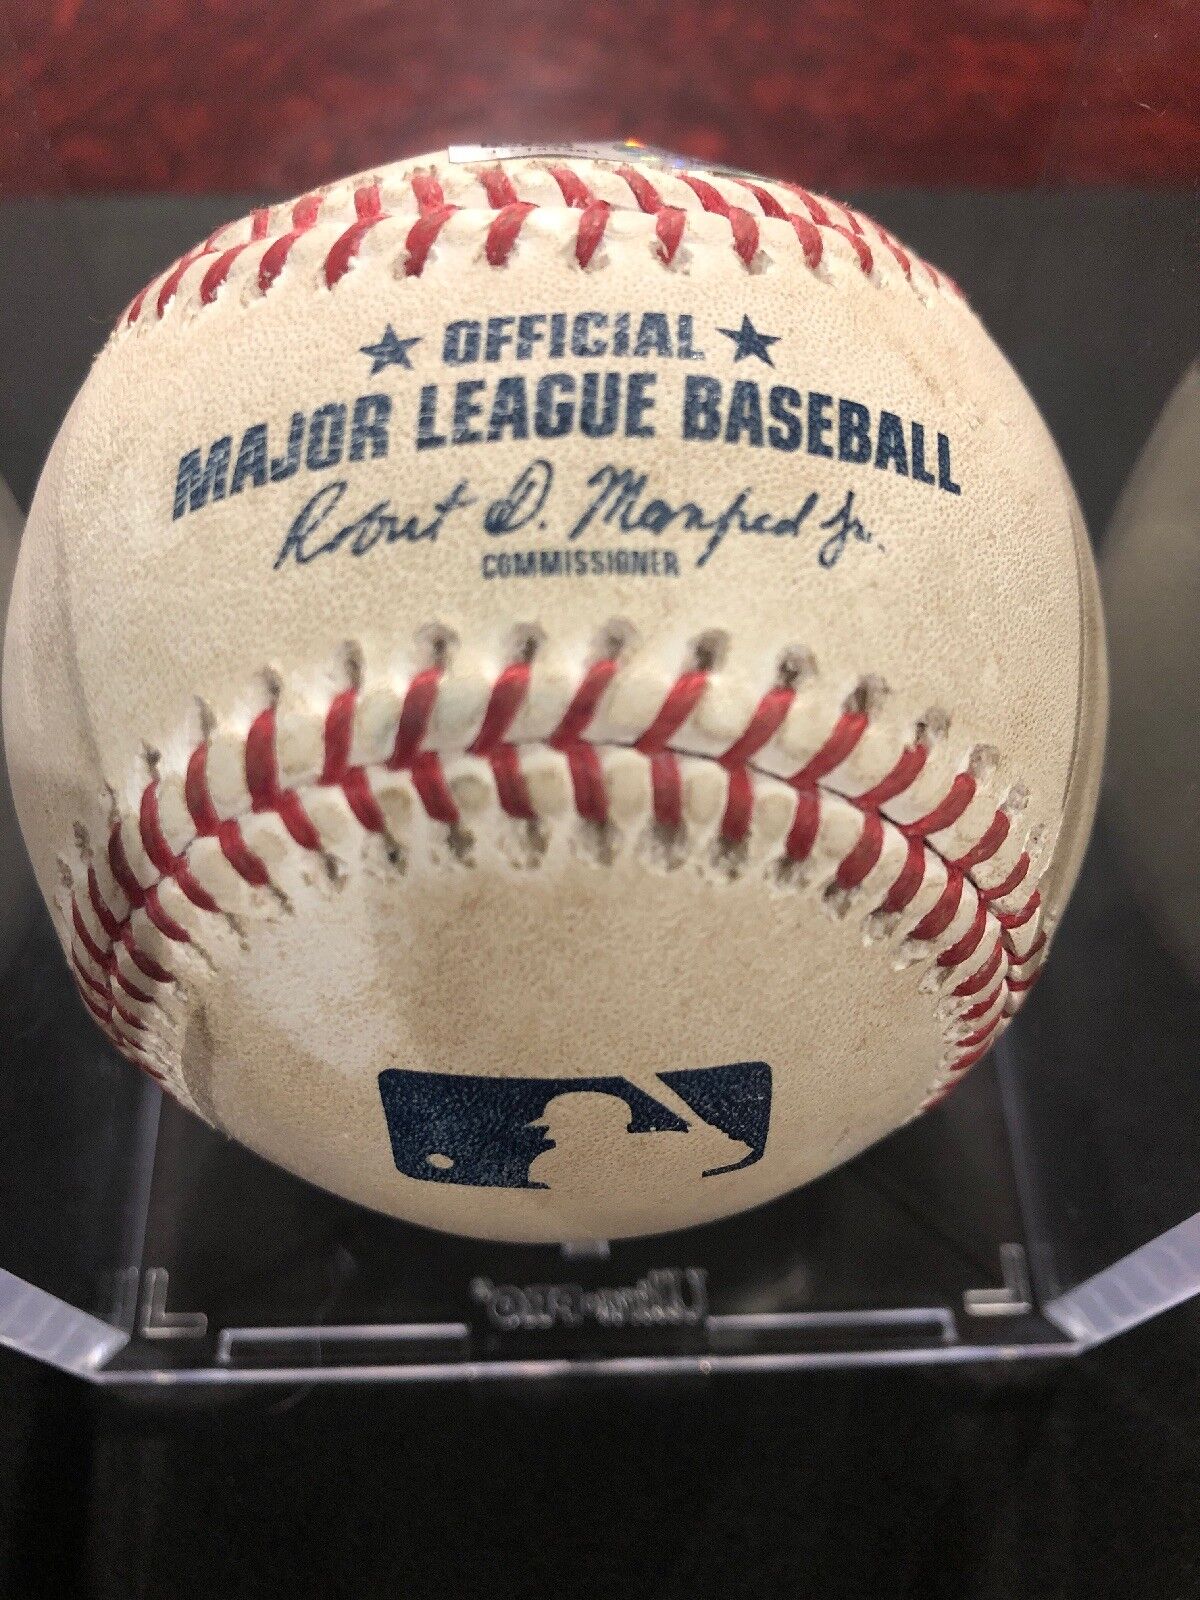 OFFICIAL
MAJOR LEAGUE BASEBALL
Robert D. Manfred Jr.
COMMISSIONER